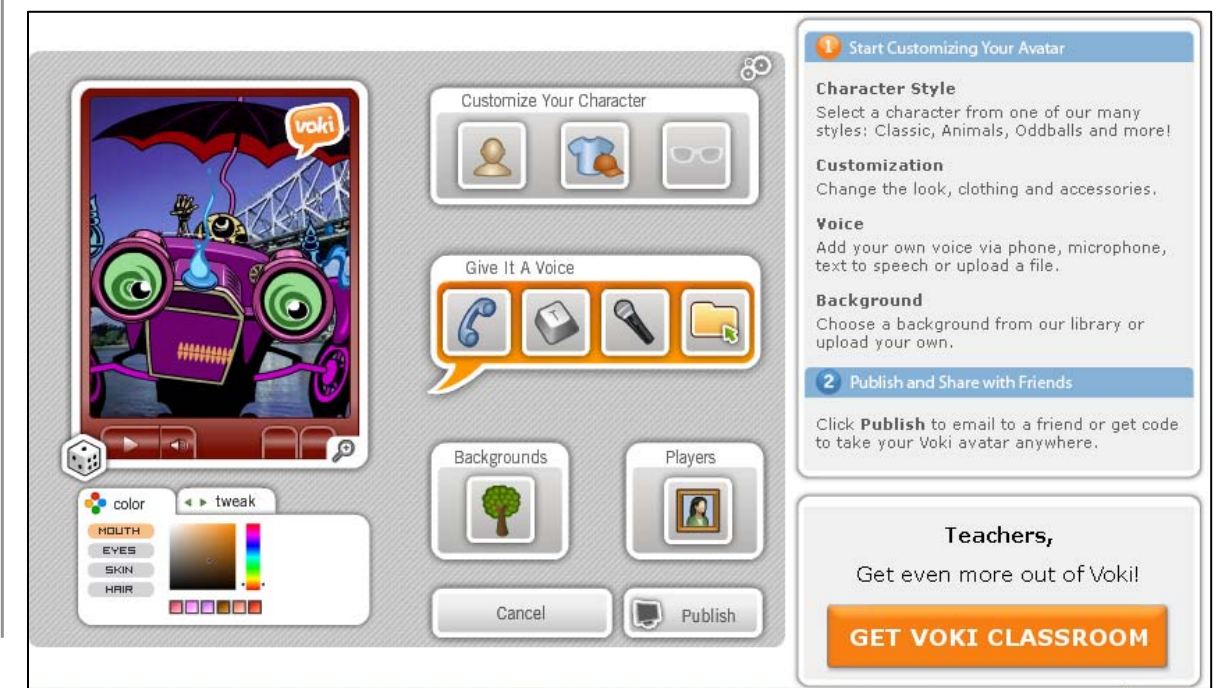 voki
Customize Your Character
Give It A Voice
T
Backgrounds
Players
color
tweak
MOUTH
EYES
SKIN
HAIR
Cancel
Publish
1 Start Customizing Your Avatar
Character Style
Select a character from one of our many
styles: Classic, Animals, Oddballs and more!
Customization
Change the look, clothing and accessories.
Voice
Add your own voice via phone, microphone,
text to speech or upload a file.
Background
Choose a background from our library or
upload your own.
2 Publish and Share with Friends
Click Publish to email to a friend or get code
to take your Voki avatar anywhere.
Teachers,
Get even more out of Voki!
GET VOKI CLASSROOM